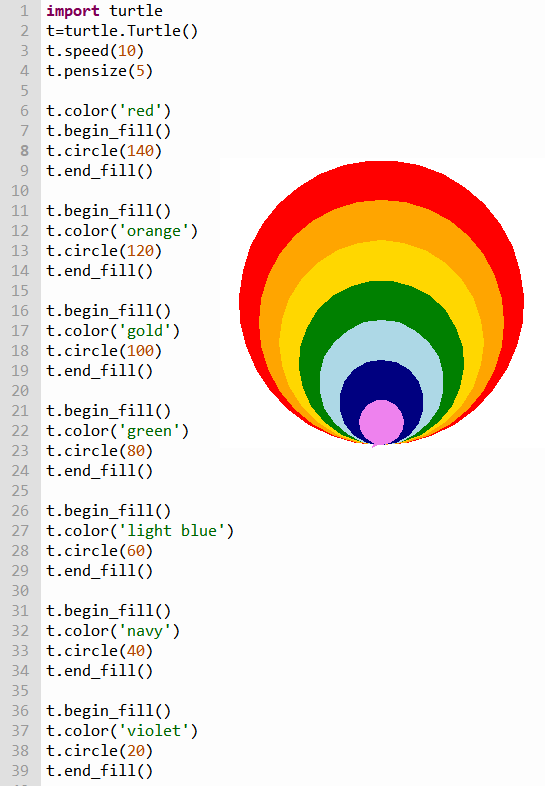 1 import turtle
2 t=turtle.Turtle()
3 t.speed(10)
4 t.pensize(5)
5
6 t.color('red')
7 t.begin_fill()
8 t.circle(140)
9 t.end_fill()
10
11 t.begin_fill()
12 t.color('orange')
13 t.circle(120)
14 t.end_fill()
15
16 t.begin_fill()
17 t.color('gold')
18 t.circle(100)
19 t.end_fill()
20
21 t.begin_fill()
22 t.color('green')
23 t.circle(80)
24 t.end_fill()
25
26 t.begin_fill()
27 t.color('light blue')
28 t.circle(60)
29 t.end_fill()
30
31 t.begin_fill()
32 t.color('navy')
33 t.circle(40)
34 t.end_fill()
35
36 t.begin_fill()
37 t.color('violet')
38 t.circle(20)
39 t.end_fill()